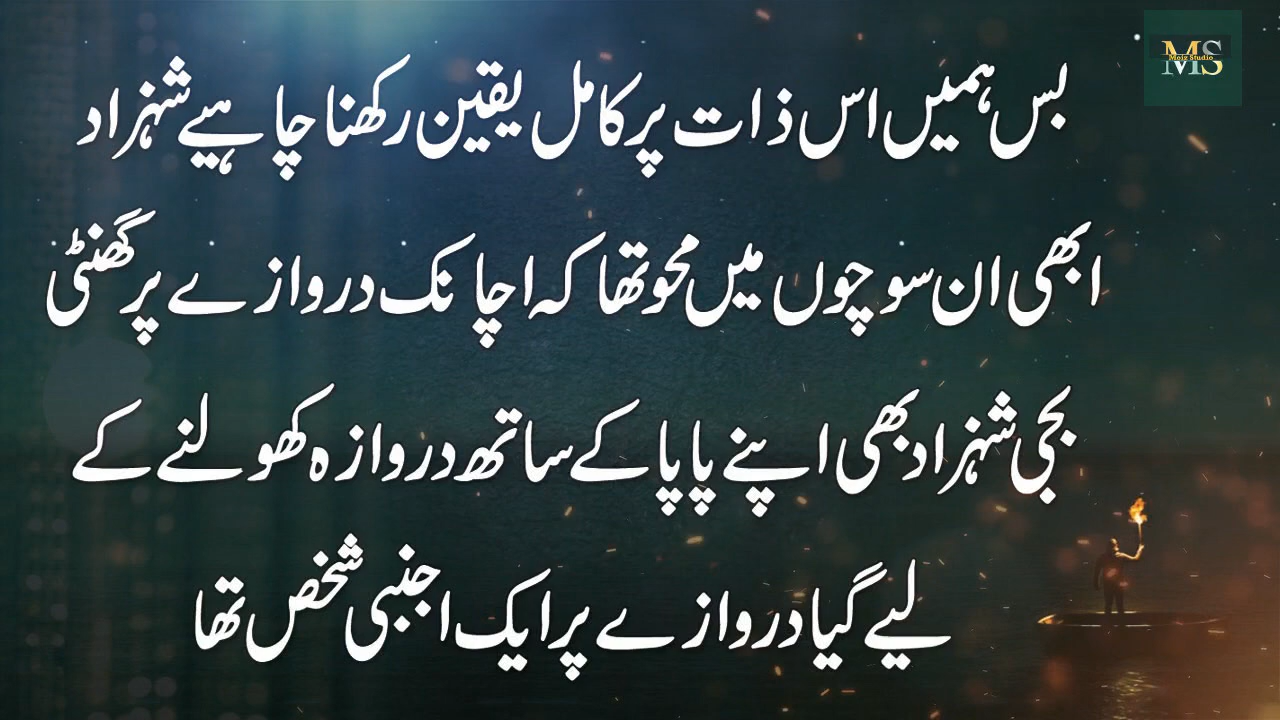 MS
Moiz Studio
بس ہمیں اس ذات پر کامل یقین رکھنا چاہیے شہزاد
ابھی ان سوچوں میں محو تھا کہ اچانک دروازے پر گھنٹی
بجی شہزاد بھی اپنے پاپا کے ساتھ دروازہ کھولنے کے
لیے گیا دروازے پر ایک اجنبی شخص تھا